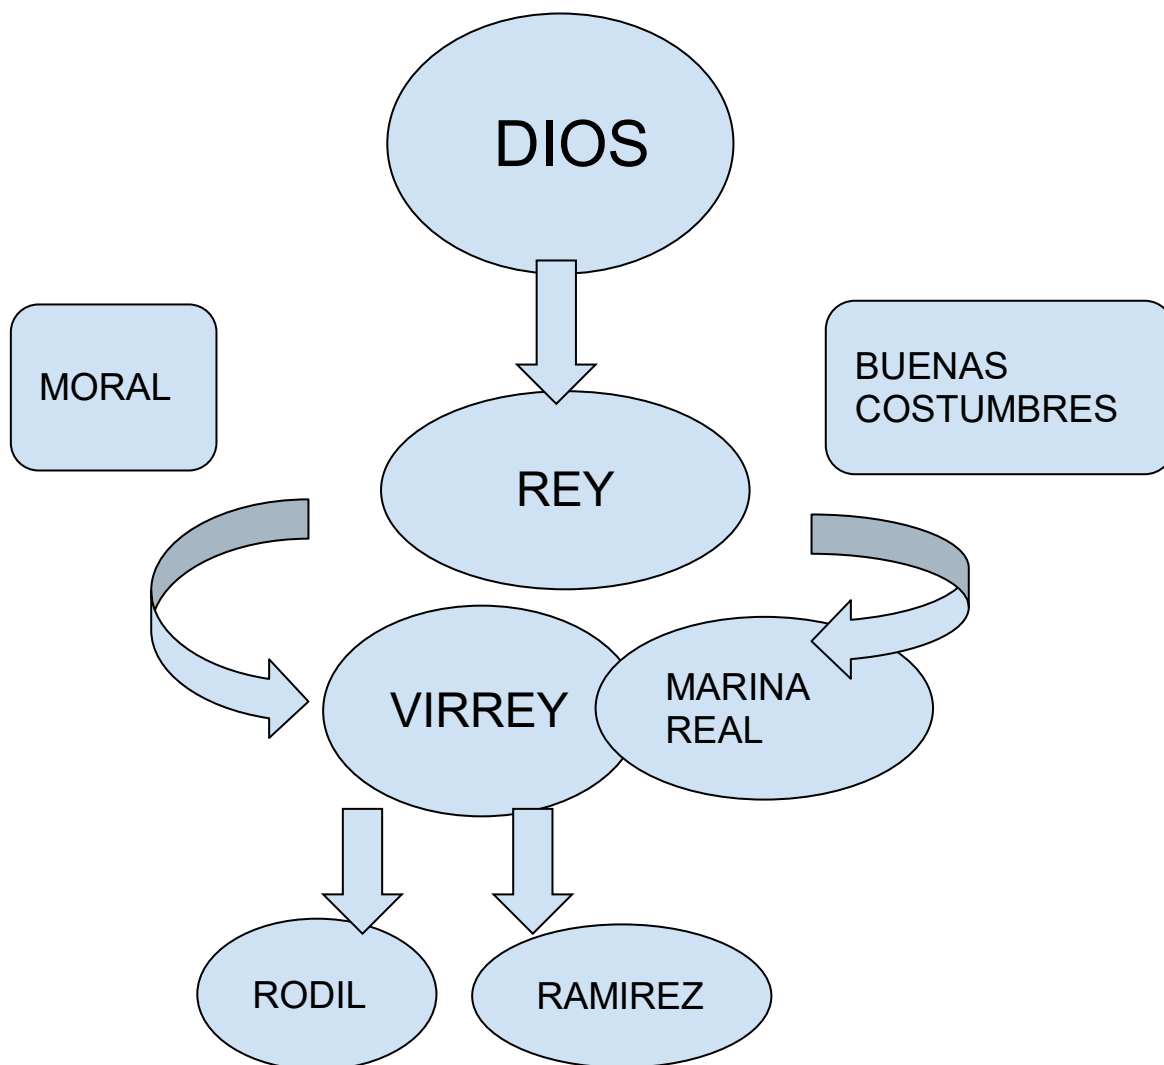 DIOS
MORAL
BUENAS
COSTUMBRES
REY
VIRREY
MARINA
REAL
RODIL
RAMIREZ